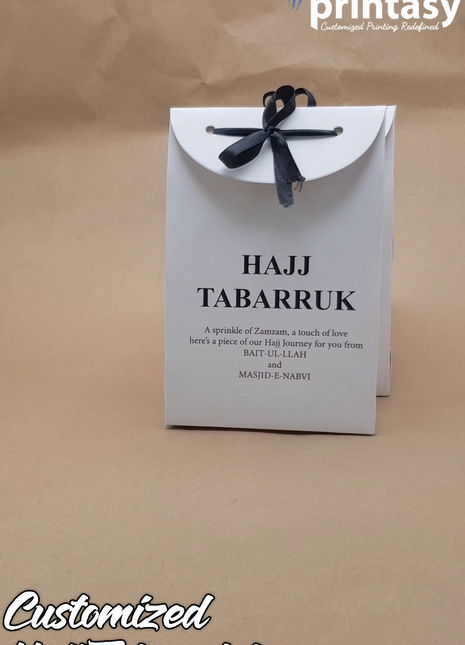 printasy
Customized Printing Redefined
HAJJ
TABARRUK
A sprinkle of Zamzam, a touch of love
here's a piece of our Hajj Journey for you from
BAIT-UL-LLAH
and
MASJID-E-NABVI
Customized